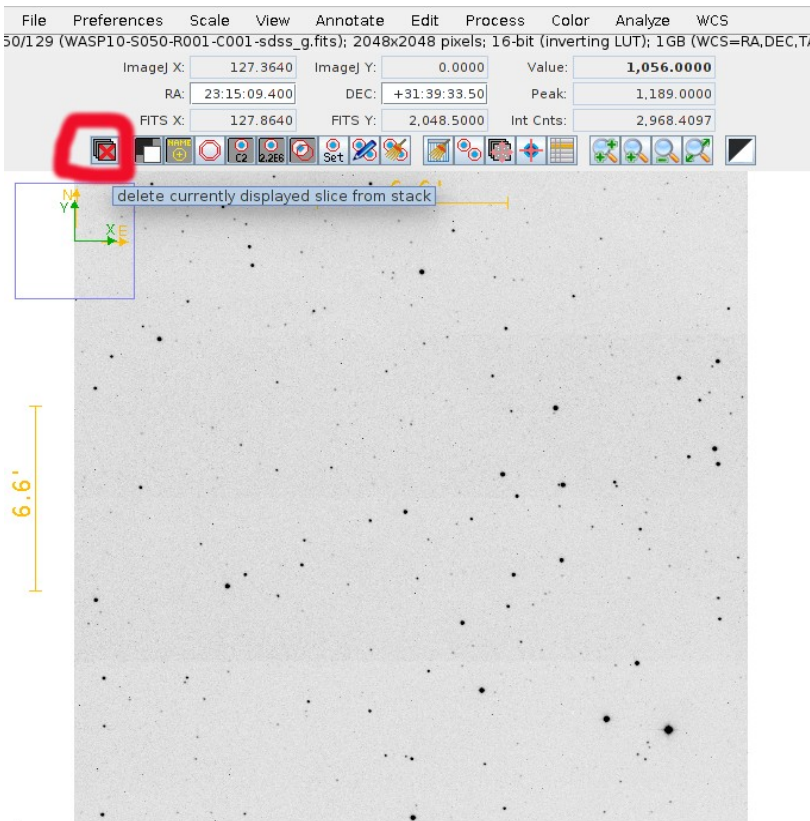 File Preferences Scale View Annotate Edit Process Color Analyze WCS
50/129 (WASP10-S050-R001-C001-sdss_g.fits); 2048x2048 pixels; 16-bit (inverting LUT); 1GB (WCS=RA,DEC,TA
ImageJ X: 127.3640 ImageJ Y: 0.0000 Value: 1,056.0000
RA: 23:15:09.400 DEC: +31:39:33.50 Peak: 1,189.0000
FITS X: 127.8640 FITS Y: 2,048.5000 Int Cnts: 2,968.4097
NAME C2 2.2E6 Set
delete currently displayed slice from stack
N
Y
X E
6.6'